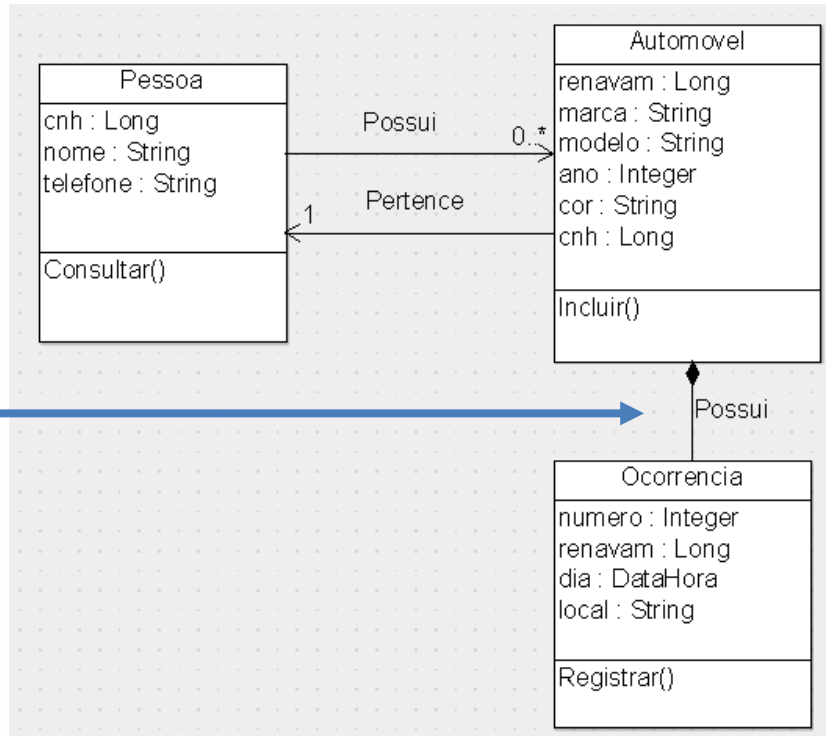 Pessoa
cnh : Long
nome : String
telefone : String
Consultar()
Possui
0..*
Pertence
1
Automovel
renavam : Long
marca : String
modelo : String
ano : Integer
cor : String
cnh : Long
Incluir()
Possui
Ocorrencia
numero : Integer
renavam : Long
dia : DataHora
local : String
Registrar()